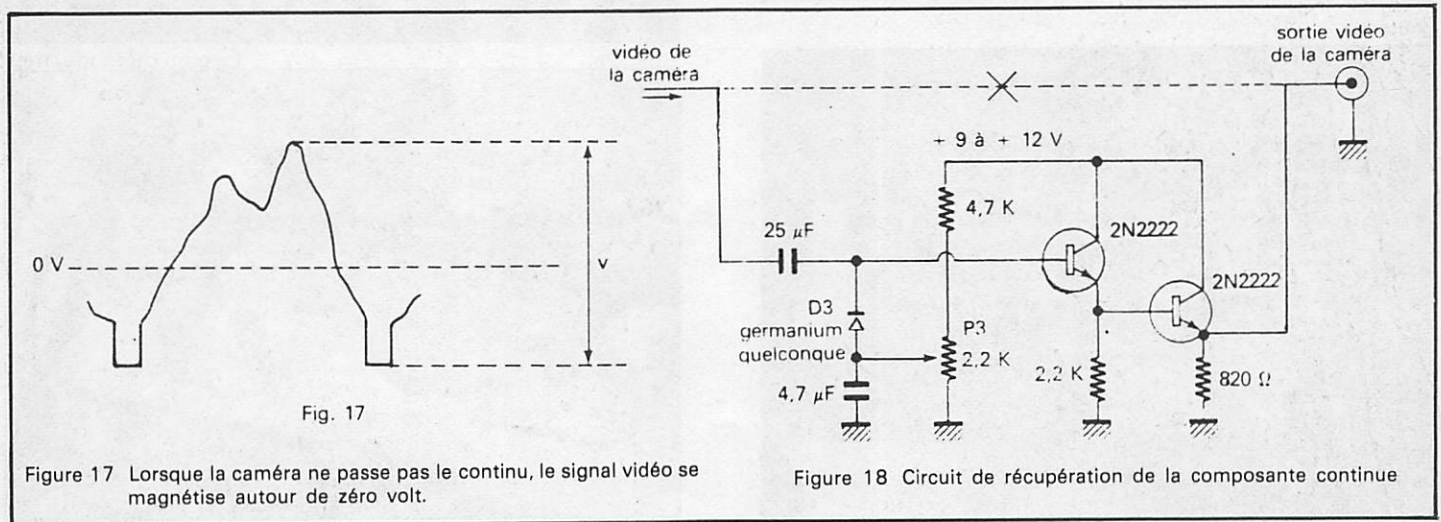 vidéo de
la caméra
sortie vidéo
de la caméra
+ 9 à + 12 V
4,7 K
2N2222
25 µF
2N2222
0 V
v
D3
germanium
quelconque
P3
2,2 K
2,2 K
820 Ω
4,7 µF
Fig. 17
Figure 17 Lorsque la caméra ne passe pas le continu, le signal vidéo se
magnétise autour de zéro volt.
Figure 18 Circuit de récupération de la composante continue